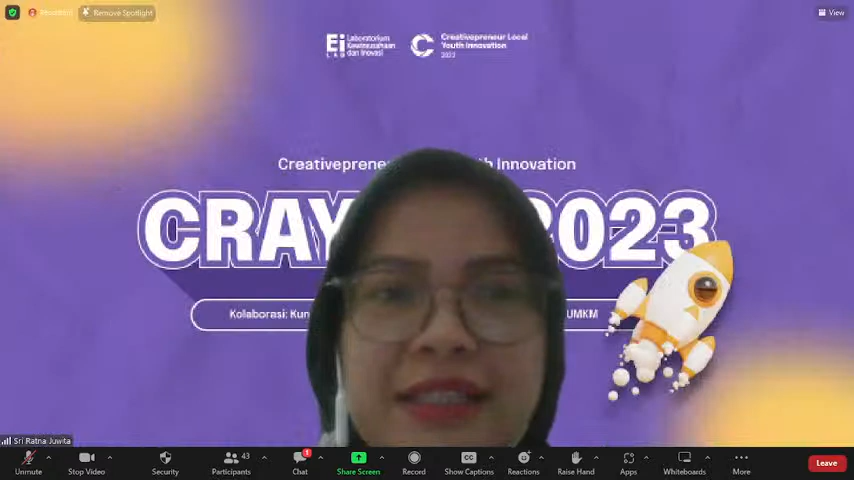 Remove Spotlight
View
Ei
LAB
Laboratorium
Kewirausahaan
dan Inovasi
Creativepreneur Local
Youth Innovation
2023
Creativeprene
h Innovation
CRAY
2023
Kolaborasi: Kun
UMKM
Sri Ratna Juwita
43
1
CC
Unmute
Stop Video
Security
Participants
Chat
Share Screen
Record
Show Captions
Reactions
Raise Hand
Apps
Whiteboards
More
Leave